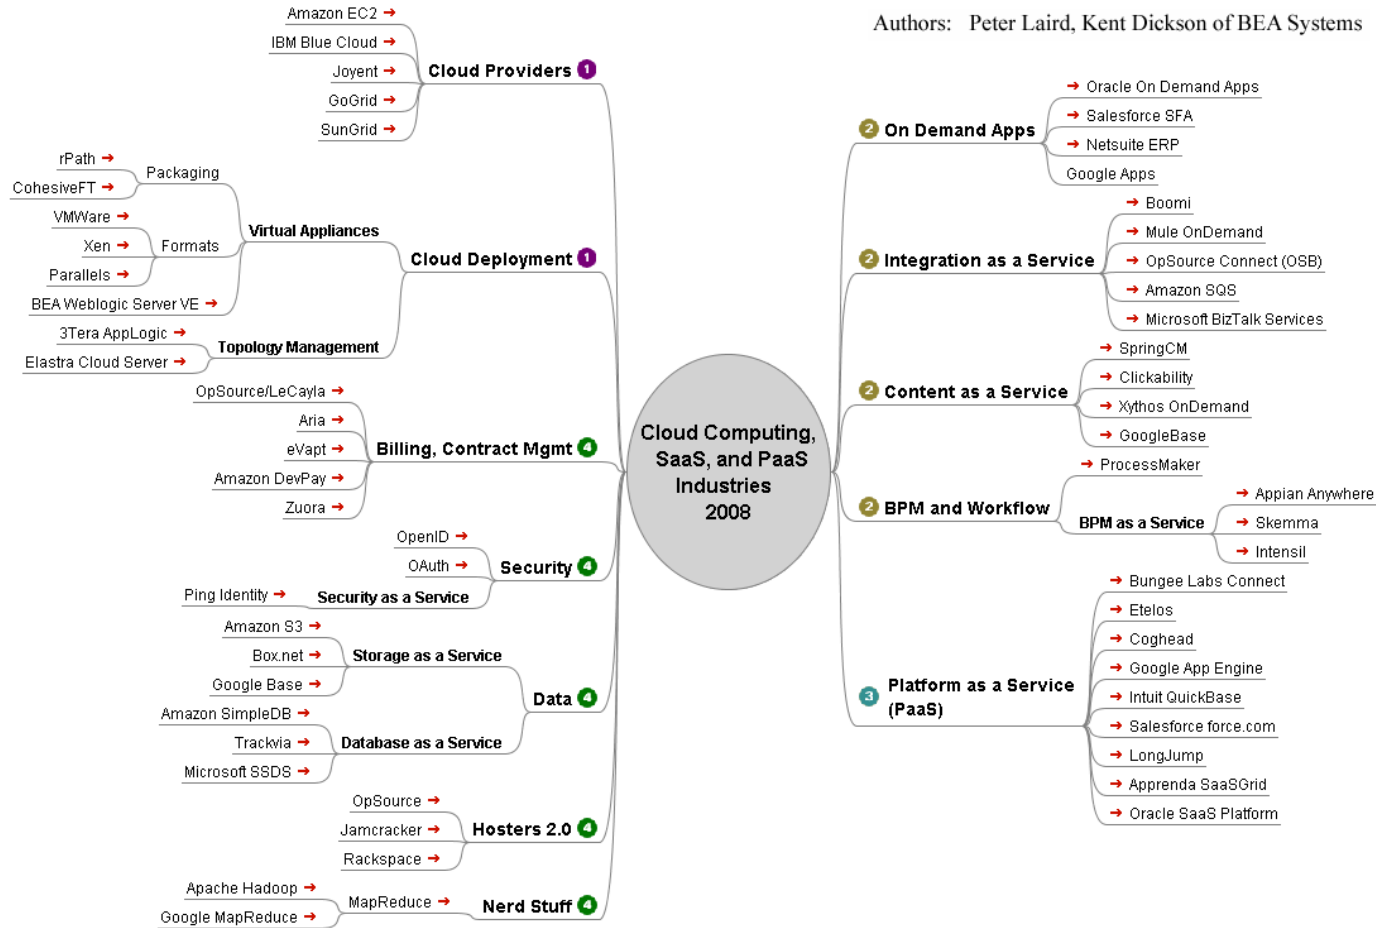 Authors: Peter Laird, Kent Dickson of BEA Systems
Cloud Computing,
SaaS, and PaaS
Industries
2008
Cloud Providers 1
Amazon EC2
IBM Blue Cloud
Joyent
GoGrid
SunGrid
Cloud Deployment 1
Virtual Appliances
Packaging
rPath
CohesiveFT
Formats
VMWare
Xen
Parallels
BEA Weblogic Server VE
Topology Management
3Tera AppLogic
Elastra Cloud Server
Billing, Contract Mgmt 4
OpSource/LeCayla
Aria
eVapt
Amazon DevPay
Zuora
Security 4
OpenID
OAuth
Security as a Service
Ping Identity
Data 4
Storage as a Service
Amazon S3
Box.net
Google Base
Database as a Service
Amazon SimpleDB
Trackvia
Microsoft SSDS
Hosters 2.0 4
OpSource
Jamcracker
Rackspace
Nerd Stuff 4
MapReduce
Apache Hadoop
Google MapReduce
2 On Demand Apps
Oracle On Demand Apps
Salesforce SFA
Netsuite ERP
Google Apps
2 Integration as a Service
Boomi
Mule OnDemand
OpSource Connect (OSB)
Amazon SQS
Microsoft BizTalk Services
2 Content as a Service
SpringCM
Clickability
Xythos OnDemand
GoogleBase
2 BPM and Workflow
ProcessMaker
BPM as a Service
Appian Anywhere
Skemma
Intensil
3 Platform as a Service
(PaaS)
Bungee Labs Connect
Etelos
Coghead
Google App Engine
Intuit QuickBase
Salesforce force.com
LongJump
Apprenda SaaSGrid
Oracle SaaS Platform